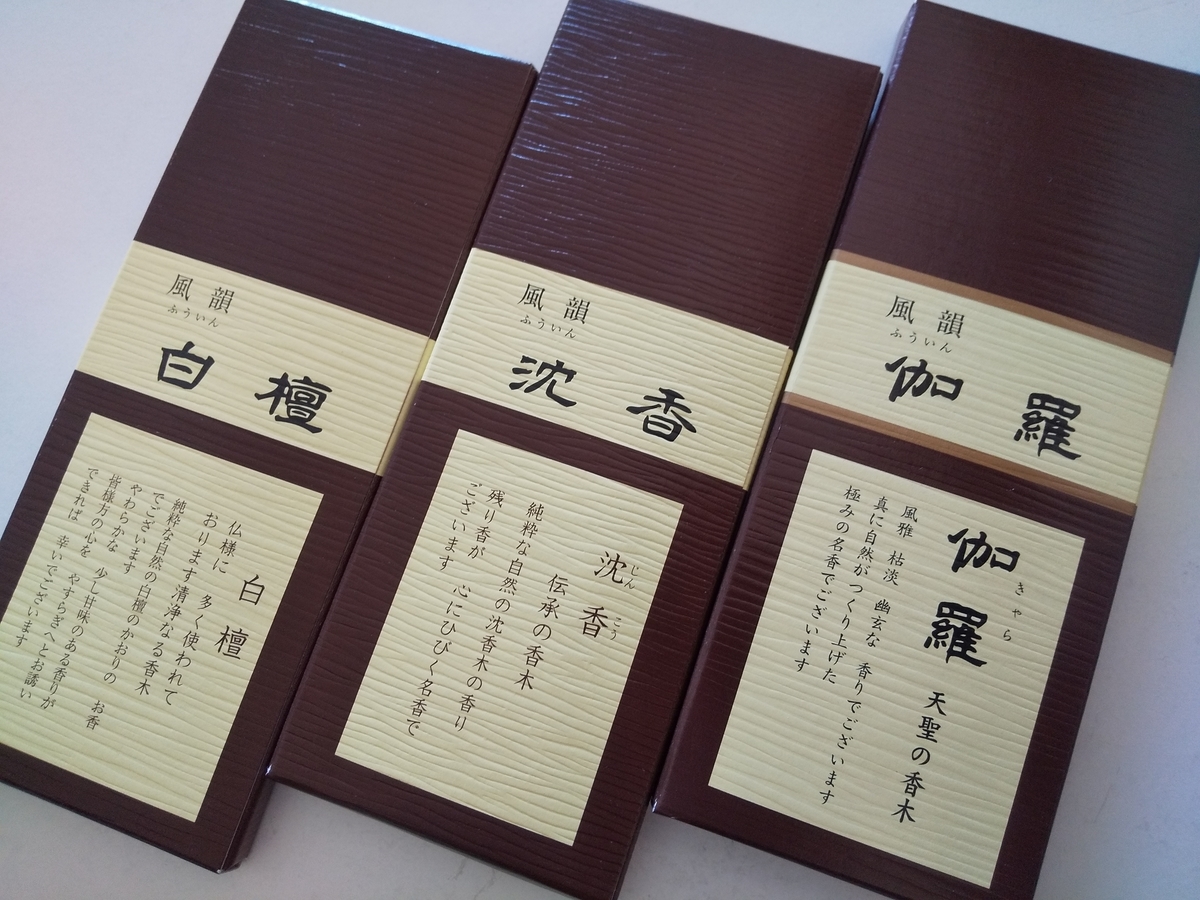 風韻
ふういん
白檀
白檀
仏様に 多く使われて
おります 清浄なる香木
でございます
純粋な自然の白檀のかおりの
やわらかな 少し甘味のある香りが
皆様方の心を やすらぎへとお誘い
できれば 幸いでございます
お香
風韻
ふういん
沈香
沈香
じんこう
伝承の香木
純粋な自然の沈香木の香り
残り香が 心にひびく名香で
ございます
風韻
ふういん
伽羅
伽羅 天聖の香木
きゃら
風雅 枯淡 幽玄な 香りでございます
真に自然がつくり上げた
極みの名香でございます